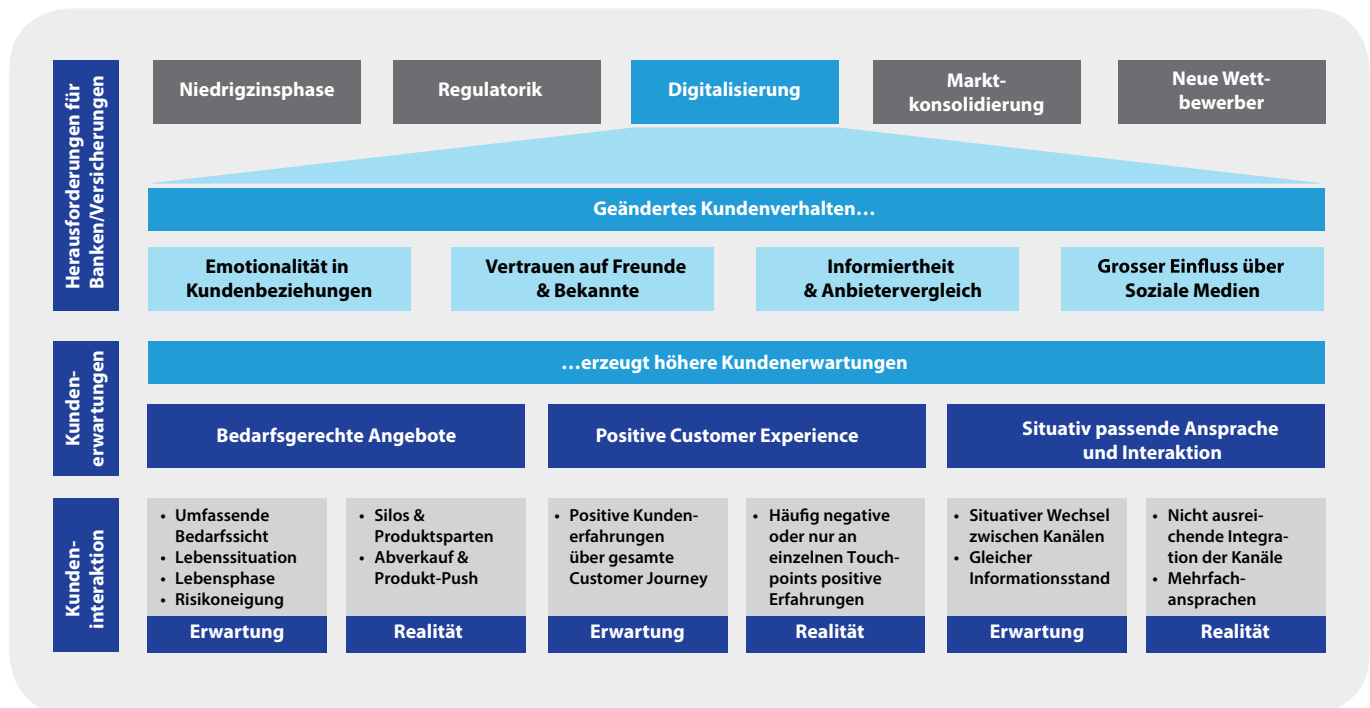 Herausforderungen für
Banken/Versicherungen
Niedrigzinsphase
Regulatorik
Digitalisierung
Markt-
konsolidierung
Neue Wett-
bewerber
Geändertes Kundenverhalten…
Emotionalität in
Kundenbeziehungen
Vertrauen auf Freunde
& Bekannte
Informiertheit
& Anbietervergleich
Grosser Einfluss über
Soziale Medien
Kunden-
erwartungen
…erzeugt höhere Kundenerwartungen
Bedarfsgerechte Angebote
Positive Customer Experience
Situativ passende Ansprache
und Interaktion
Kunden-
interaktion
• Umfassende
Bedarfssicht
• Lebenssituation
• Lebensphase
• Risikoneigung
Erwartung
• Silos &
Produktsparten
• Abverkauf &
Produkt-Push
Realität
• Positive Kunden-
erfahrungen
über gesamte
Customer Journey
Erwartung
• Häufig negative
oder nur an
einzelnen Touch-
points positive
Erfahrungen
Realität
• Situativer Wechsel
zwischen Kanälen
• Gleicher
Informationsstand
Erwartung
• Nicht ausrei-
chende Integra-
tion der Kanäle
• Mehrfach-
ansprachen
Realität